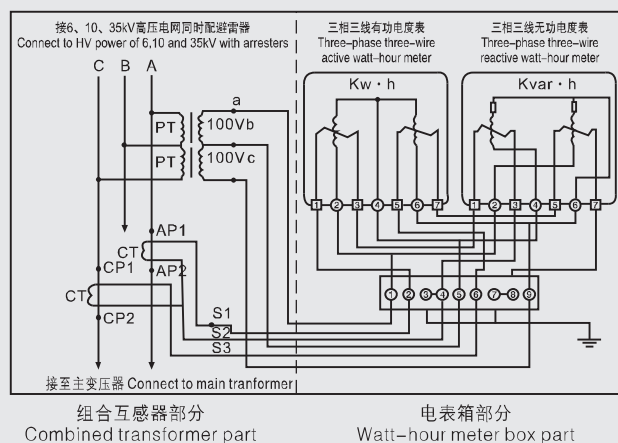 接6、10、35kV高压电网同时配避雷器
Connect to HV power of 6,10 and 35kV with arresters
三相三线有功电度表
Three-phase three-wire
active watt-hour meter
三相三线无功电度表
Three-phase three-wire
reactive watt-hour meter
C B A
a
Kw·h
Kvar·h
PT
100Vb
PT
100Vc
1 2 3 4 5 6 7
1 2 3 4 5 6 7
AP1
CT
CP1
AP2
CT
1 2 3 4 5 6 7 8 9
CP2
S1
S2
S3
接至主变压器 Connect to main tranformer
组合互感器部分
Combined transformer part
电表箱部分
Watt-hour meter box part